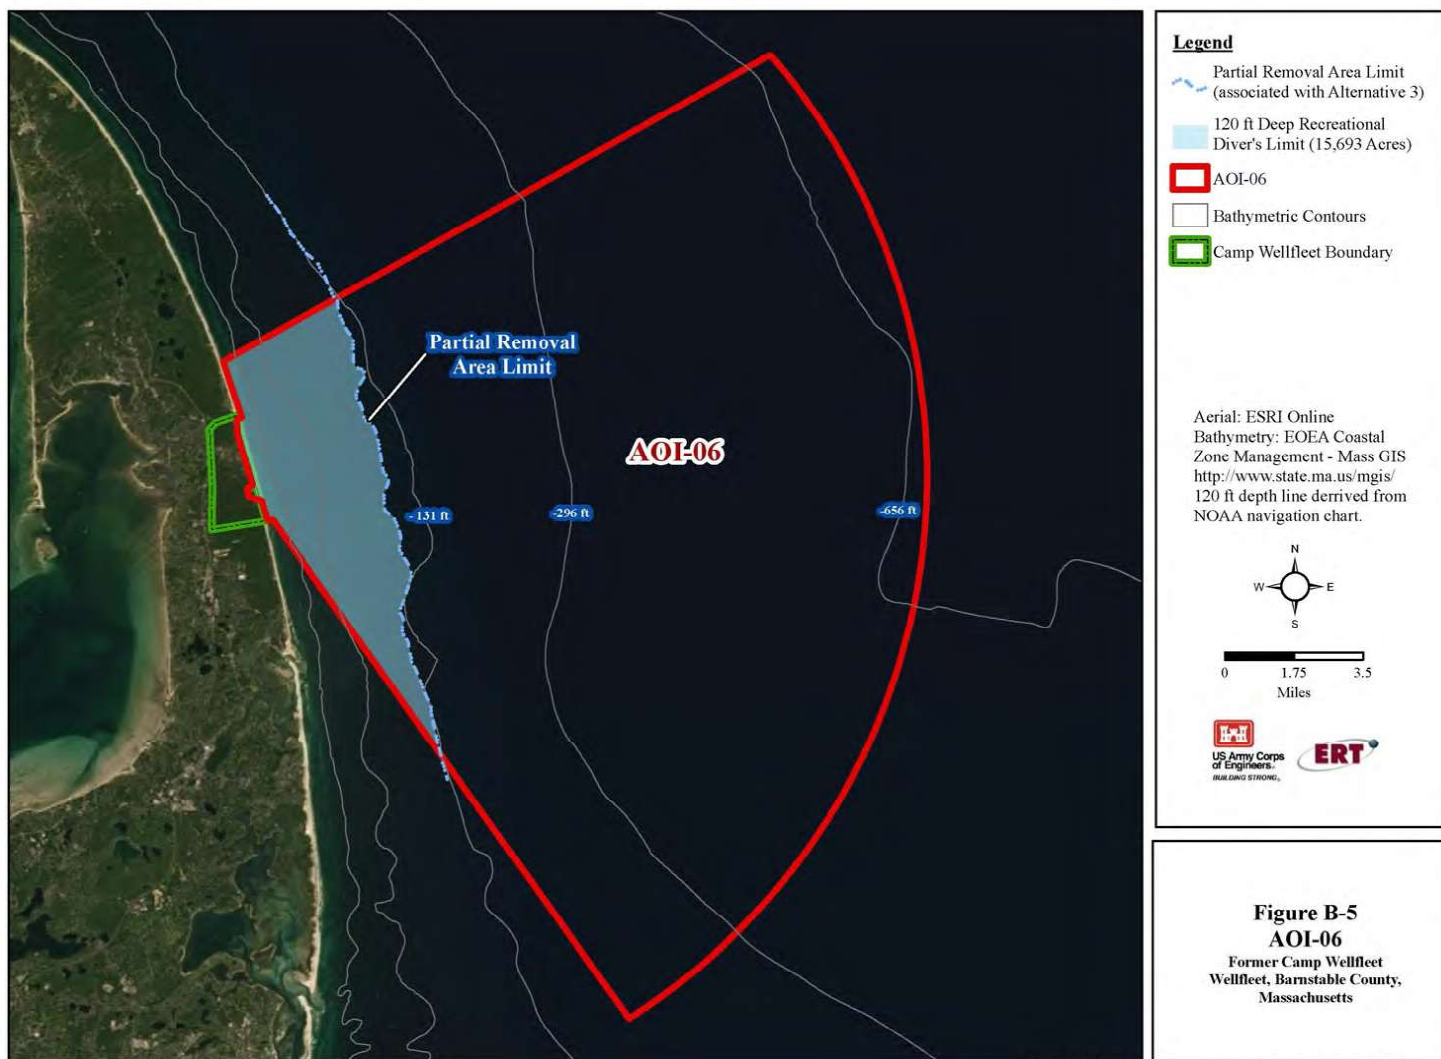 Partial Removal
Area Limit
AOI-06
-131 ft
-296 ft
-656 ft
Legend
Partial Removal Area Limit
(associated with Alternative 3)
120 ft Deep Recreational
Diver's Limit (15,693 Acres)
AOI-06
Bathymetric Contours
Camp Wellfleet Boundary
Aerial: ESRI Online
Bathymetry: EOEA Coastal
Zone Management - Mass GIS
http://www.state.ma.us/mgis/
120 ft depth line derrived from
NOAA navigation chart.
N
W E
S
0 1.75 3.5
Miles
US Army Corps
of Engineers.
BUILDING STRONG.
ERT
Figure B-5
AOI-06
Former Camp Wellfleet
Wellfleet, Barnstable County,
Massachusetts